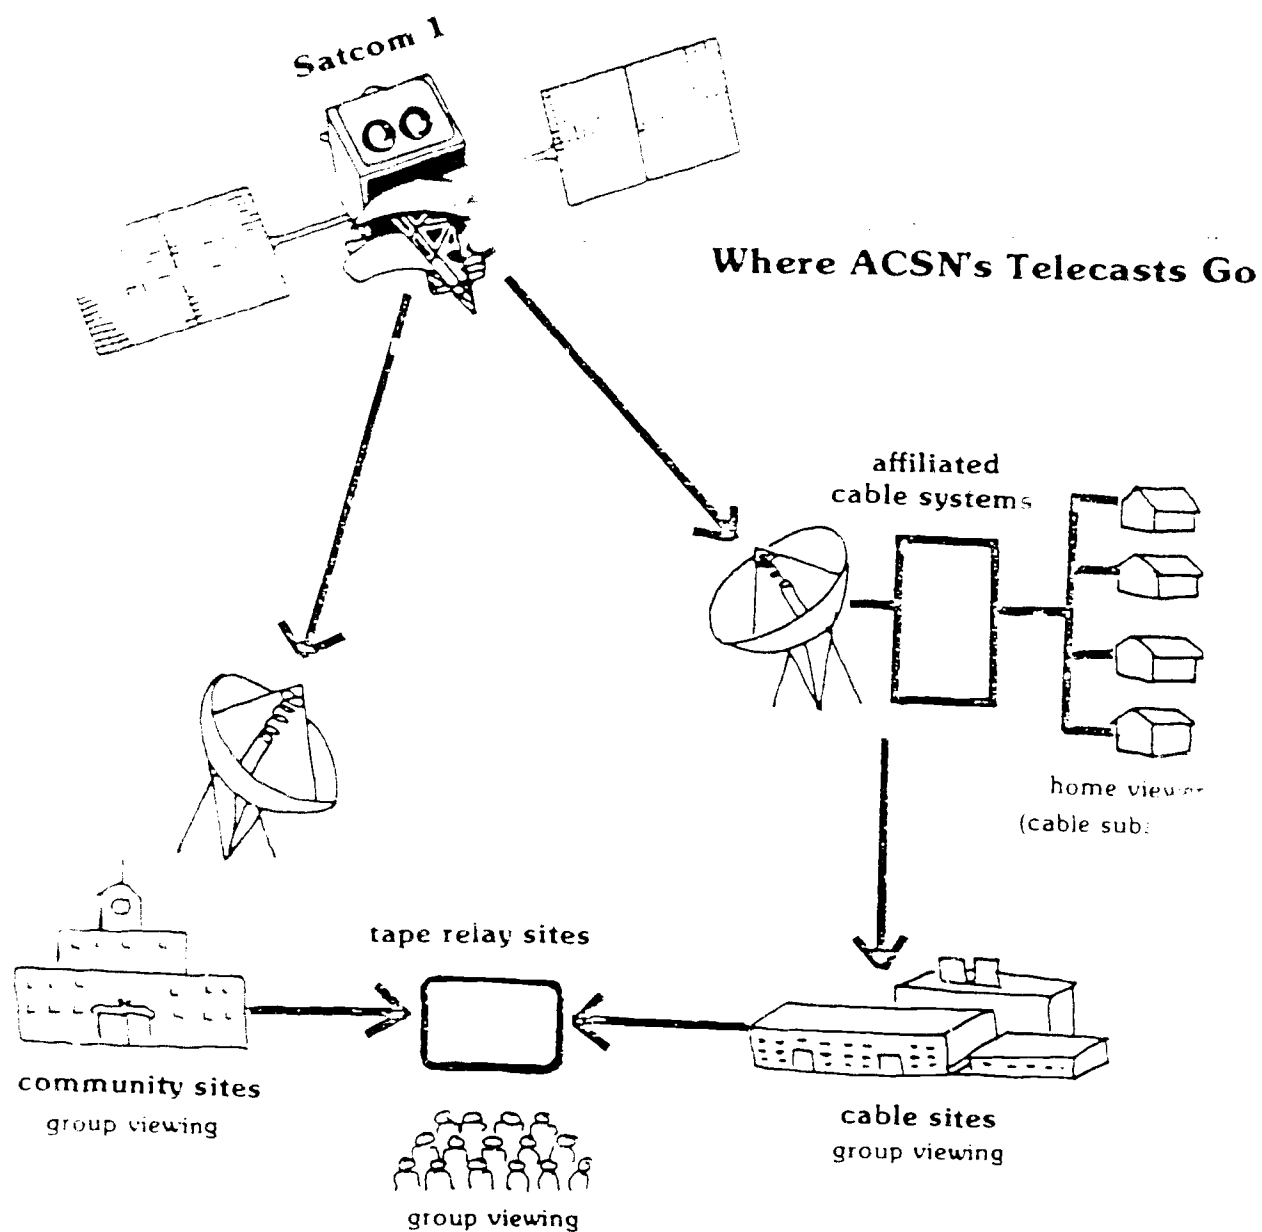 Satcom 1
Where ACSN's Telecasts Go
affiliated
cable systems
home
(cable
tape relay sites
community sites
group viewing
cable sites
group viewing
group viewing